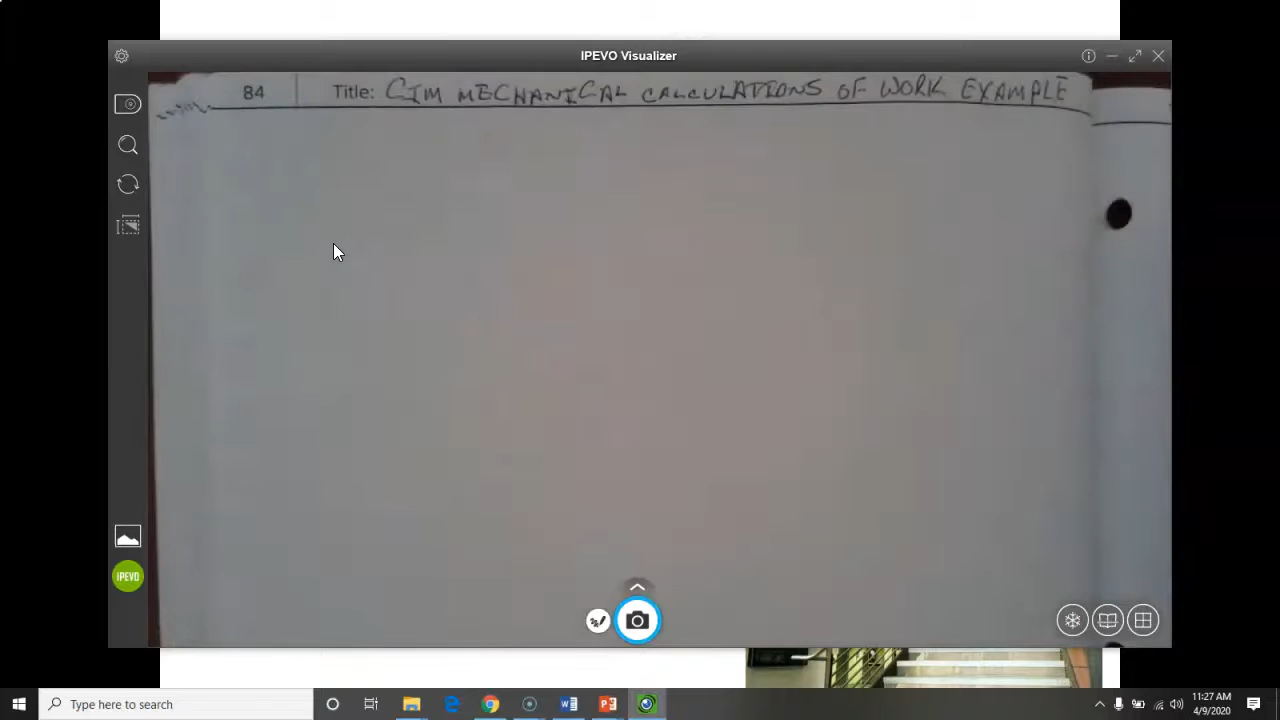 IPEVO Visualizer
84 Title: CIM MECHANICAL CALCULATIONS OF WORK EXAMPLE
IPEVO
Type here to search
11:27 AM
4/9/2020